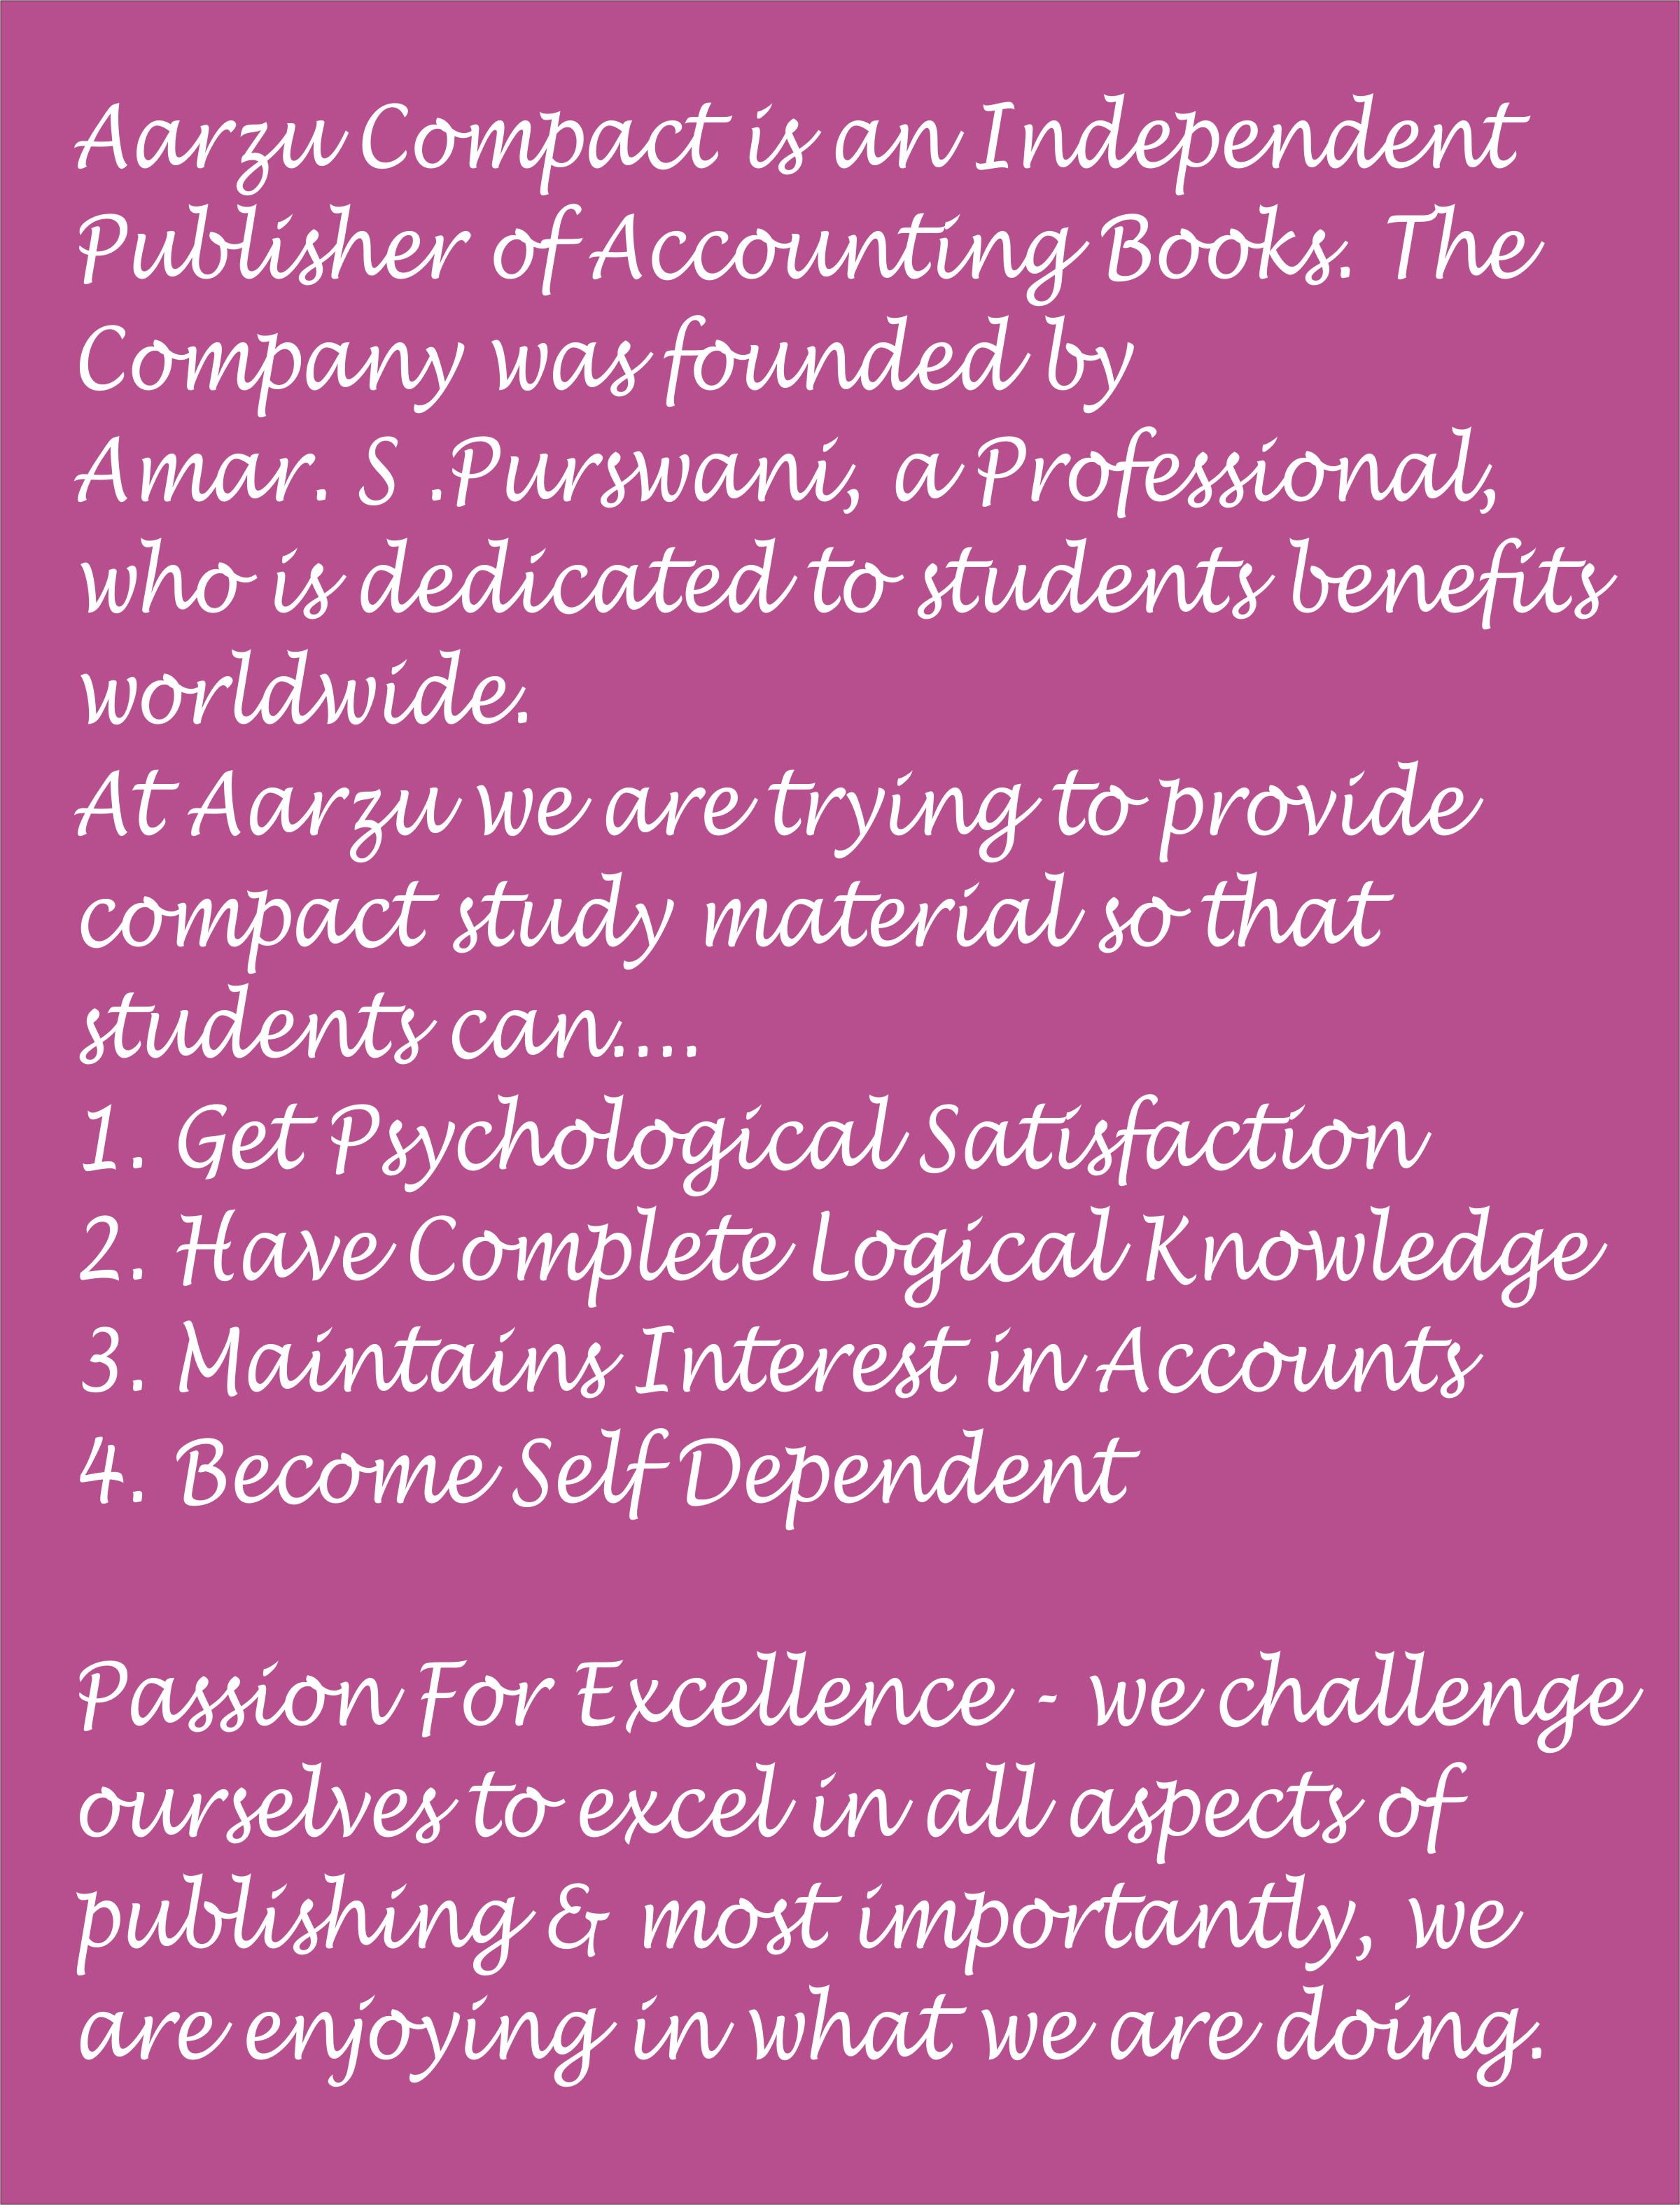 Aarzu Compact is an Independent
Publisher of Accounting Books. The
Company was founded by
Amar. S .Purswani, a Professional,
who is dedicated to students benefits
worldwide.
At Aarzu we are trying to provide
compact study material so that
students can....
1. Get Psychological Satisfaction
2. Have Complete Logical Knowledge
3. Maintains Interest in Accounts
4. Become Self Dependent
Passion For Excellence - we challenge
ourselves to excel in all aspects of
publishing & most importantly, we
are enjoying in what we are doing.